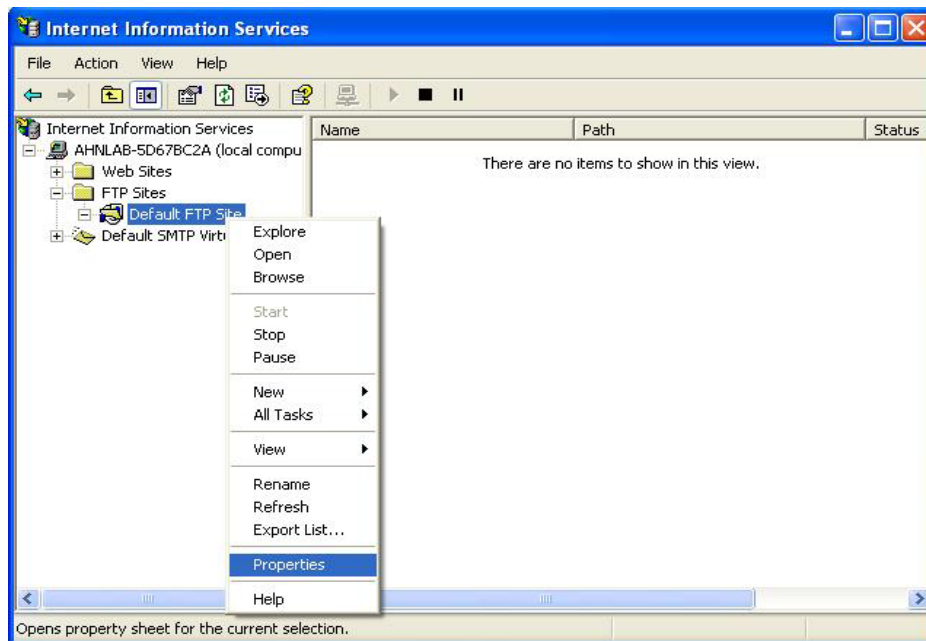 Internet Information Services
File Action View Help
Internet Information Services
AHNLAB-5D67BC2A (local compu
Web Sites
FTP Sites
Default FTP Site
Default SMTP Virtu
Name Path Status
There are no items to show in this view.
Explore
Open
Browse
Start
Stop
Pause
New
All Tasks
View
Rename
Refresh
Export List...
Properties
Help
Opens property sheet for the current selection.